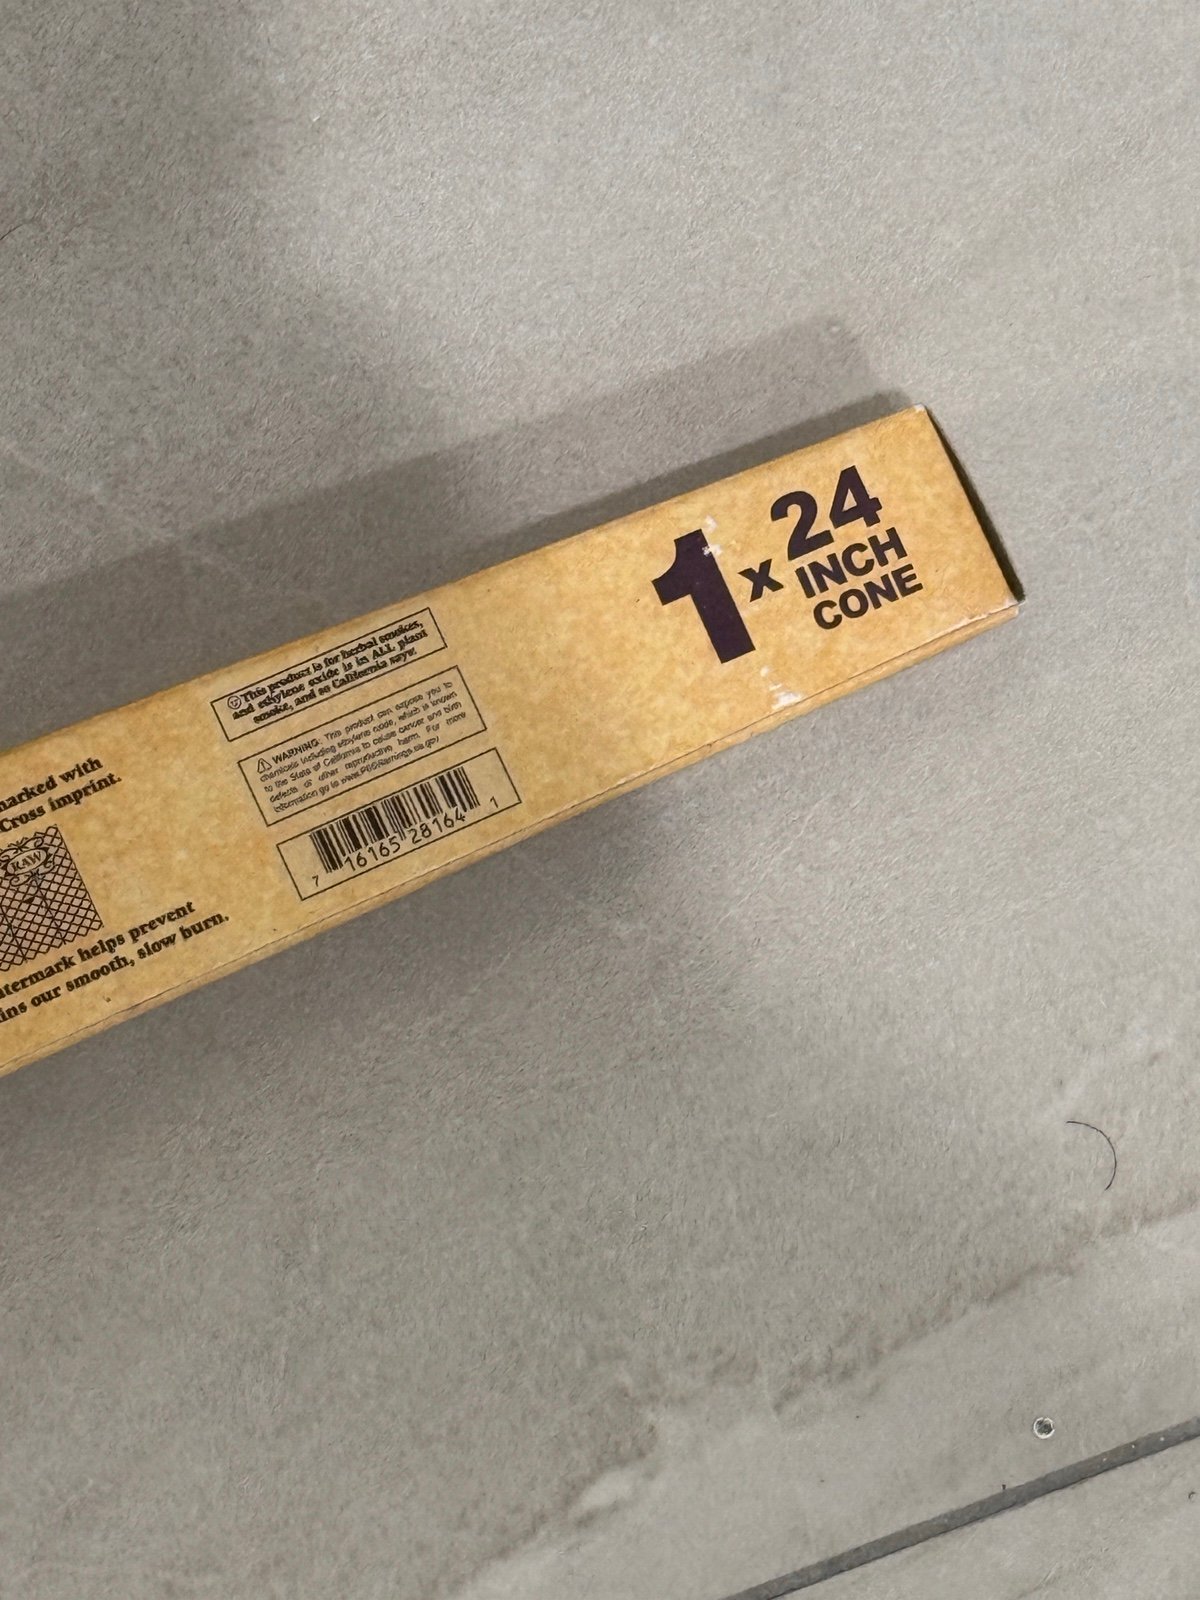 marked with
Cross imprint.
RAW
watermark helps prevent
ins our smooth, slow burn.
This product is for herbal smokes,
and ethylene oxide is in ALL plant
smoke, and so California says:
WARNING: This product can expose you to
chemicals including ethylene oxide, which is known
to the State of California to cause cancer and birth
defects or other reproductive harm. For more
information go to www.P65Warnings.ca.gov
7 16165 28164 1
1 x 24
INCH
CONE